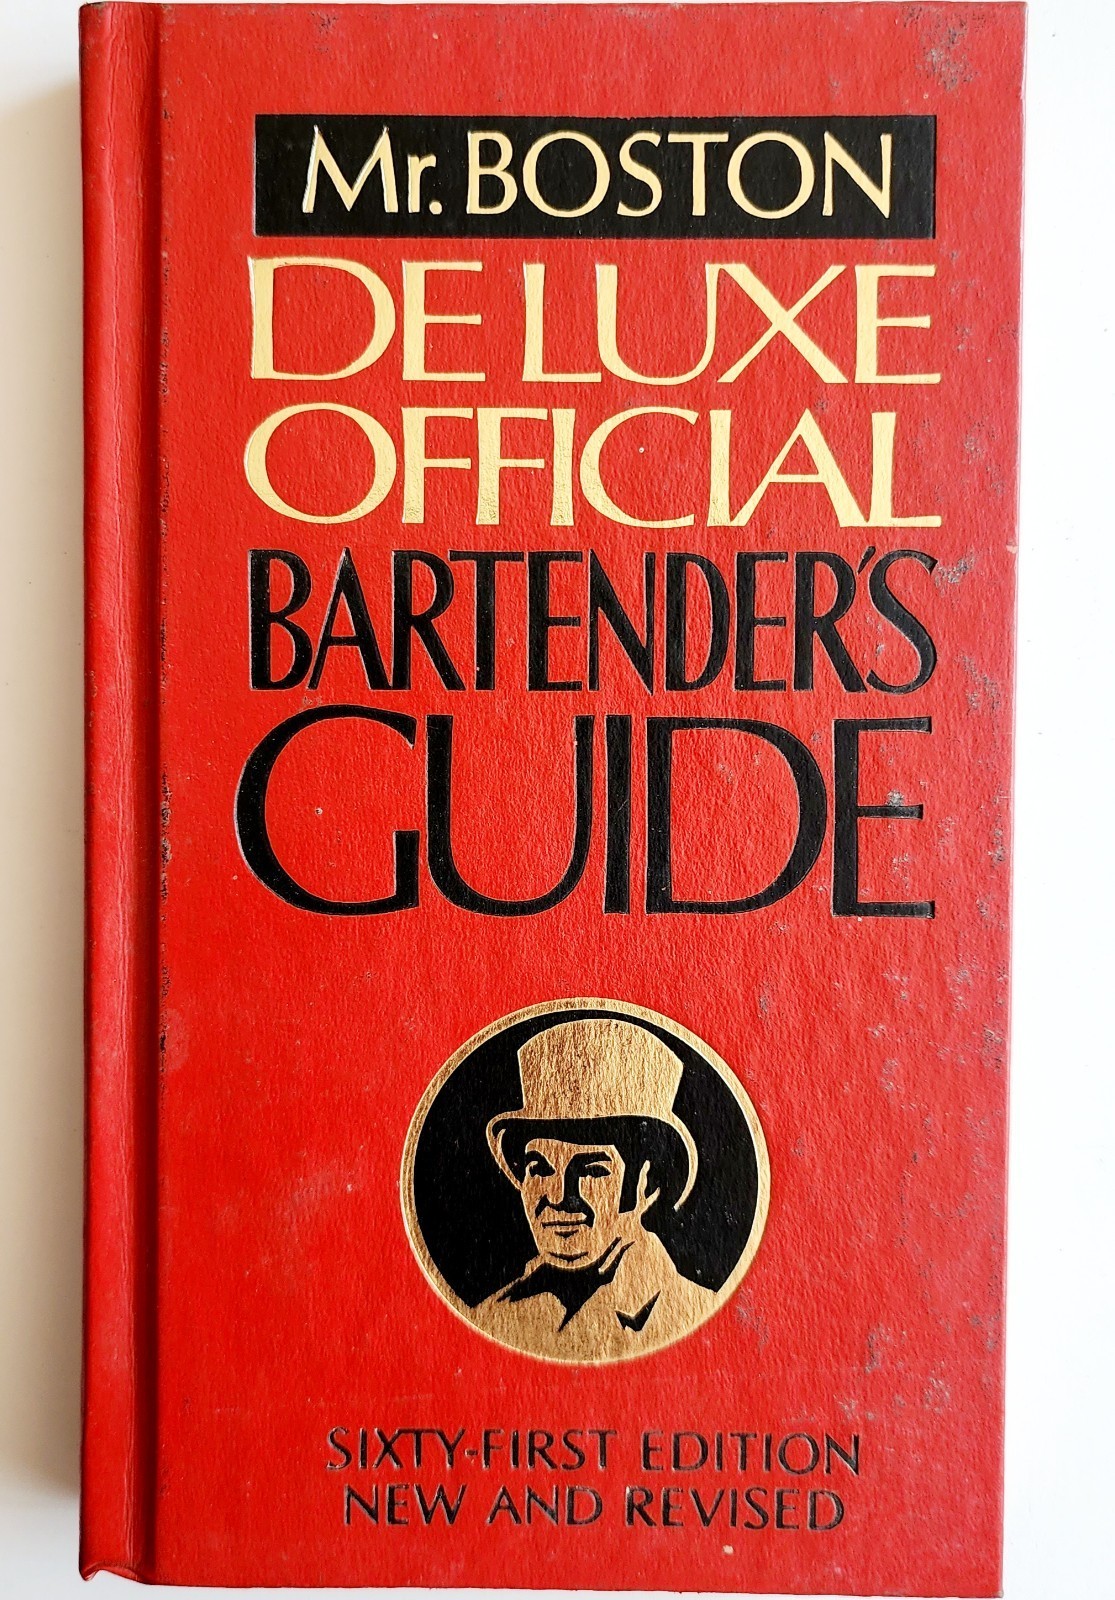 Mr. BOSTON
DE LUXE
OFFICIAL
BARTENDER'S
GUIDE
SIXTY-FIRST EDITION
NEW AND REVISED